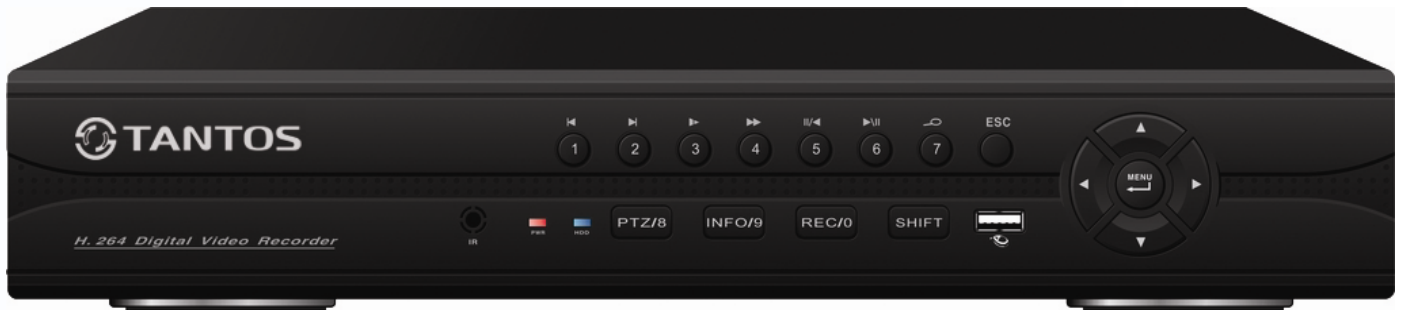 TANTOS
ESC
1 2 3 4 5 6 7
MENU
PTZ/8 INFO/9 REC/0 SHIFT
IR PWR HDD
H. 264 Digital Video Recorder